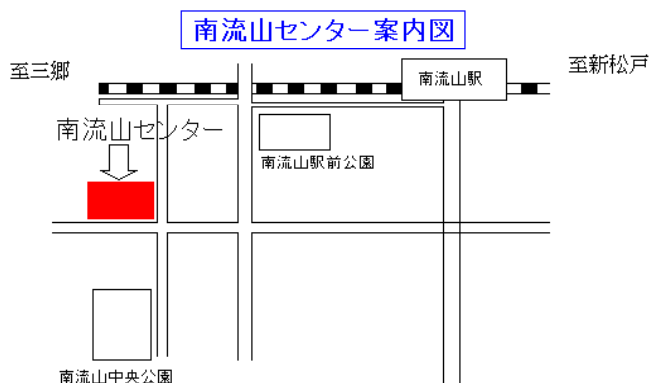 南流山センター案内図
至三郷
至新松戸
南流山駅
南流山センター
南流山駅前公園
南流山中央公園